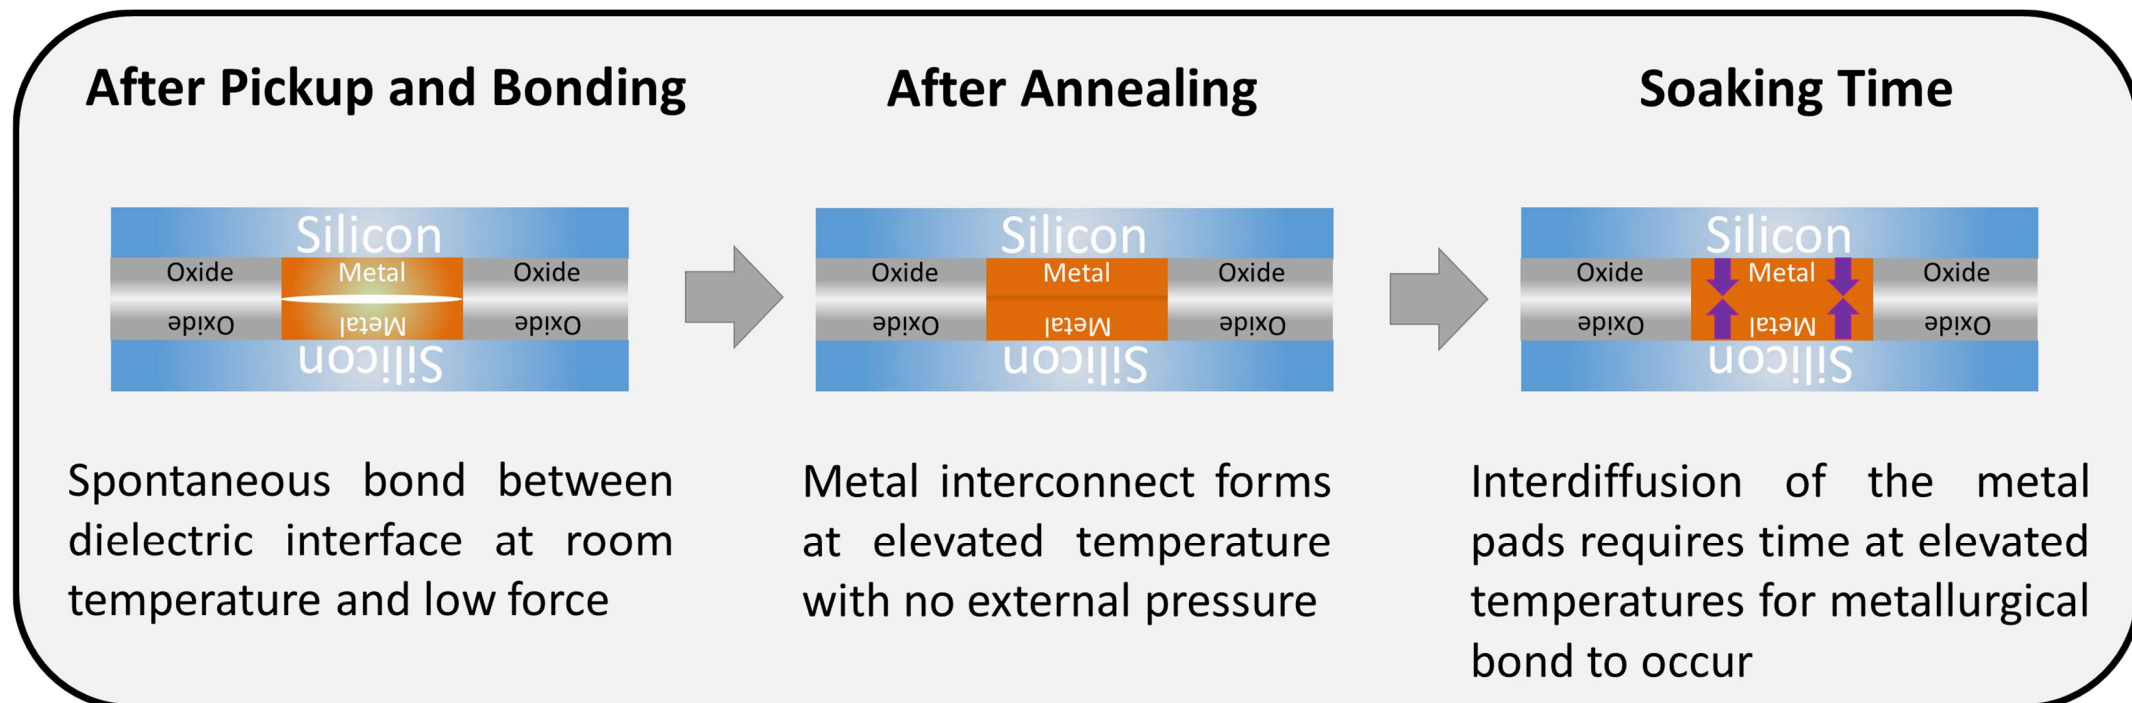 After Pickup and Bonding
Silicon
Oxide Metal Oxide
Oxide Metal Oxide
Silicon
Spontaneous bond between
dielectric interface at room
temperature and low force
After Annealing
Silicon
Oxide Metal Oxide
Oxide Metal Oxide
Silicon
Metal interconnect forms
at elevated temperature
with no external pressure
Soaking Time
Silicon
Oxide Metal Oxide
Oxide Metal Oxide
Silicon
Interdiffusion of the metal
pads requires time at elevated
temperatures for metallurgical
bond to occur